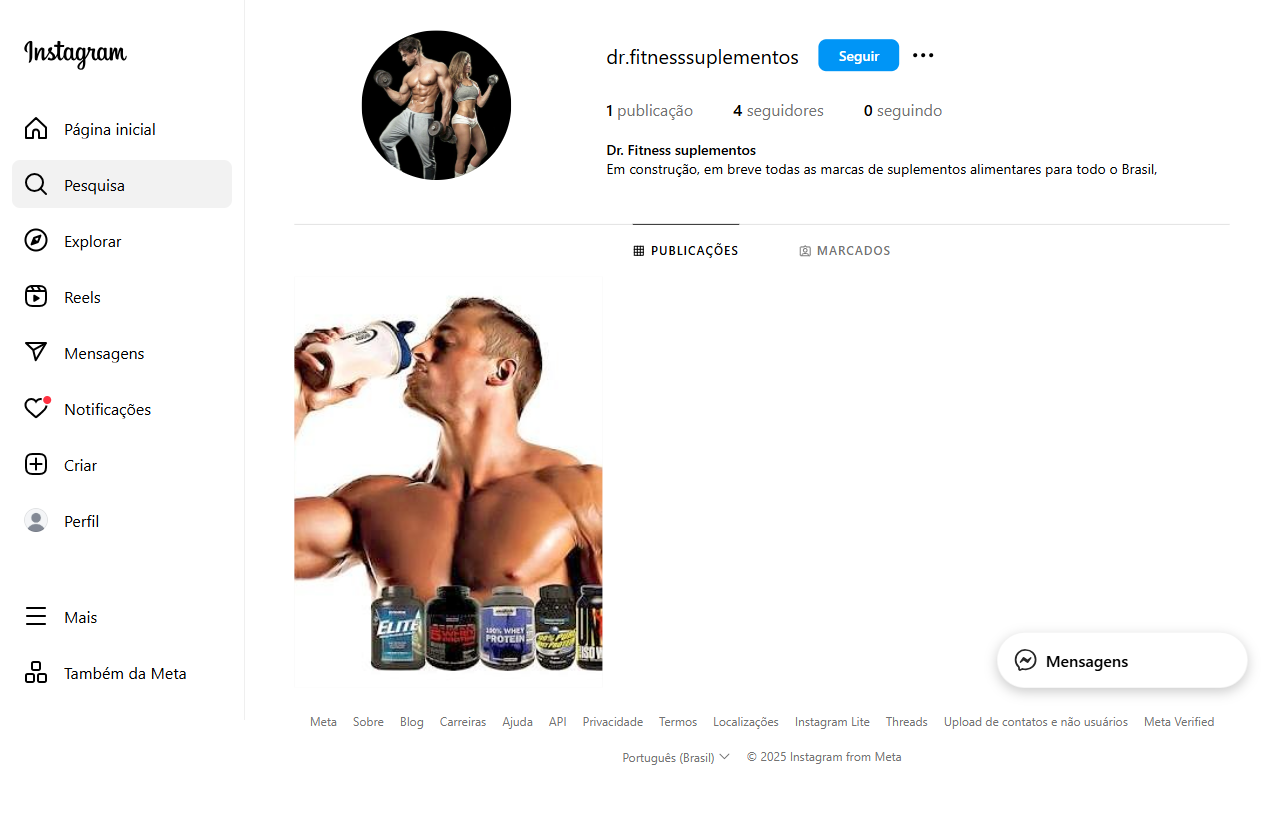 Instagram
Página inicial
Pesquisa
Explorar
Reels
Mensagens
Notificações
Criar
Perfil
Mais
Também da Meta
dr.fitnesssuplementos Seguir
1 publicação 4 seguidores 0 seguindo
Dr. Fitness suplementos
Em construção, em breve todas as marcas de suplementos alimentares para todo o Brasil,
PUBLICAÇÕES MARCADOS
ELITE
100% WHEY
PROTEIN
Mensagens
Meta Sobre Blog Carreiras Ajuda API Privacidade Termos Localizações Instagram Lite Threads Upload de contatos e não usuários Meta Verified
Português (Brasil) © 2025 Instagram from Meta